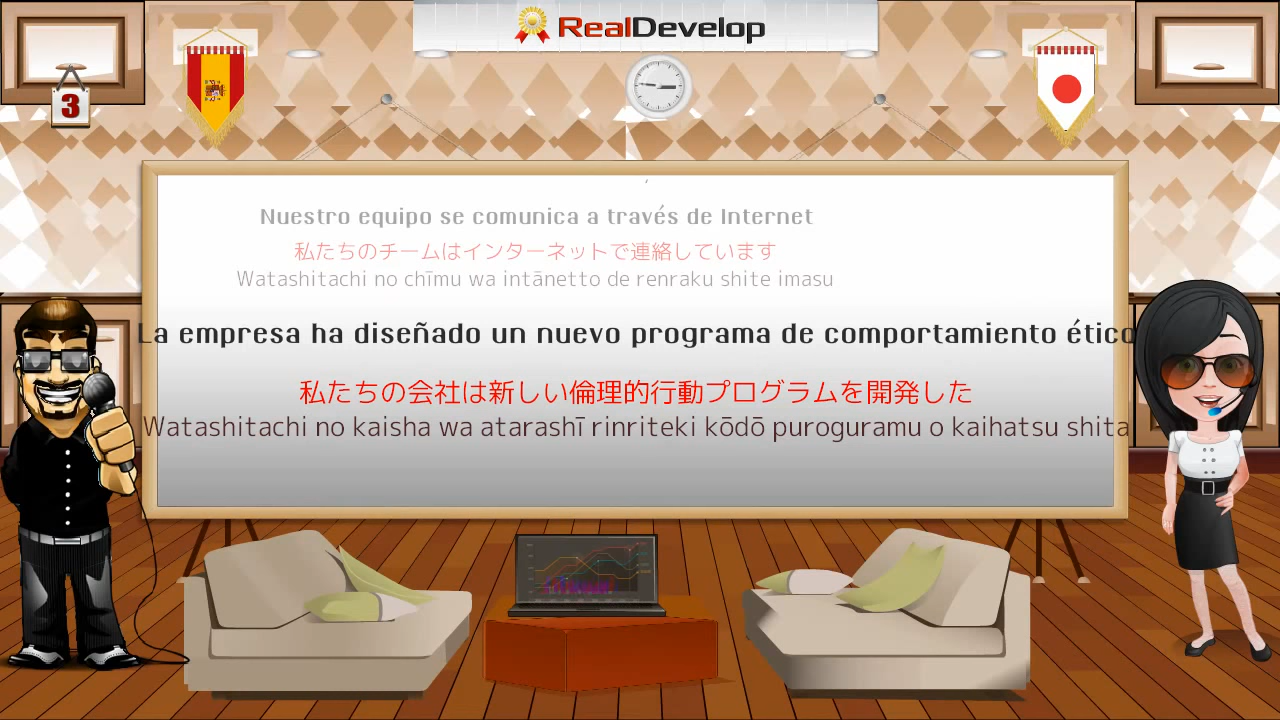 RealDevelop
3
Nuestro equipo se comunica a través de Internet
私たちのチームはインターネットで連絡しています
Watashitachi no chīmu wa intānetto de renraku shite imasu
La empresa ha diseñado un nuevo programa de comportamiento ético
私たちの会社は新しい倫理的行動プログラムを開発した
Watashitachi no kaisha wa atarashī rinriteki kōdō puroguramu o kaihatsu shita